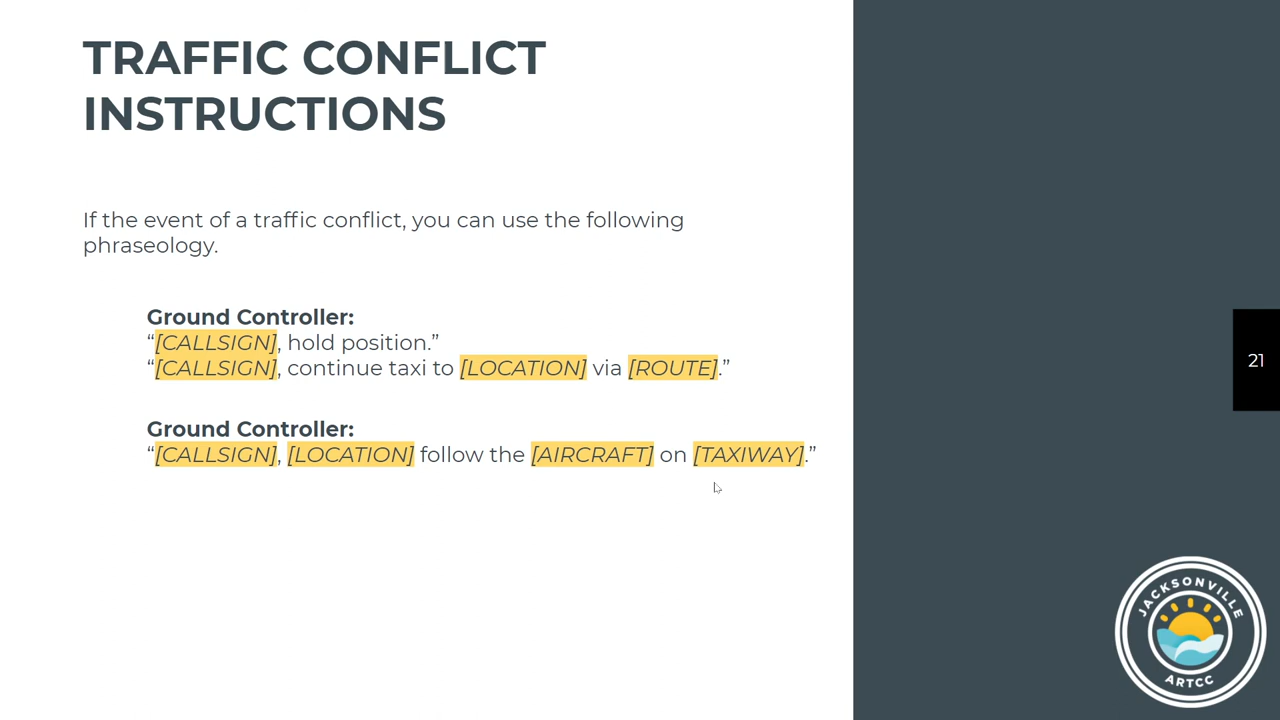 TRAFFIC CONFLICT
INSTRUCTIONS
If the event of a traffic conflict, you can use the following
phraseology.
Ground Controller:
“[CALLSIGN], hold position.”
“[CALLSIGN], continue taxi to [LOCATION] via [ROUTE].”
Ground Controller:
“[CALLSIGN], [LOCATION] follow the [AIRCRAFT] on [TAXIWAY].”
21
JACKSONVILLE
ARTCC